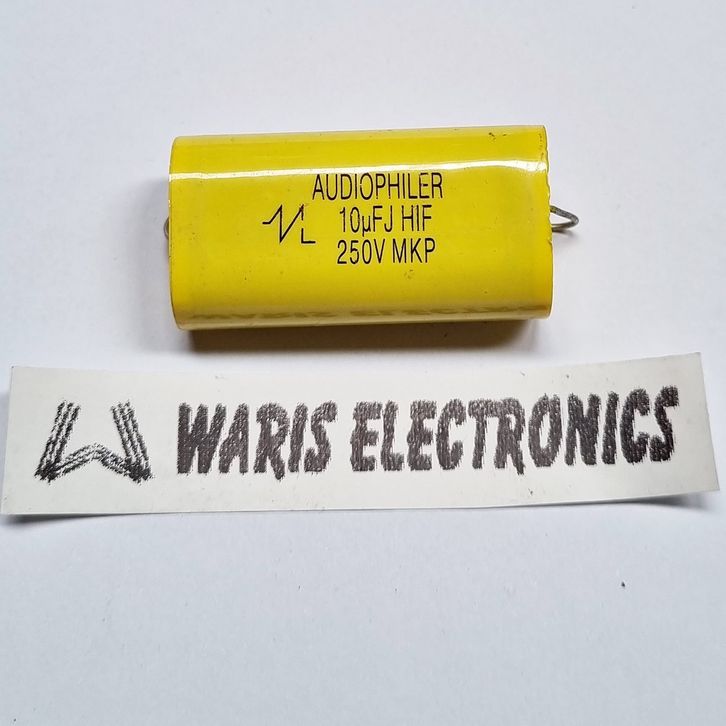 AUDIOPHILER
10µFJ HIF
250V MKP
WARIS ELECTRONICS